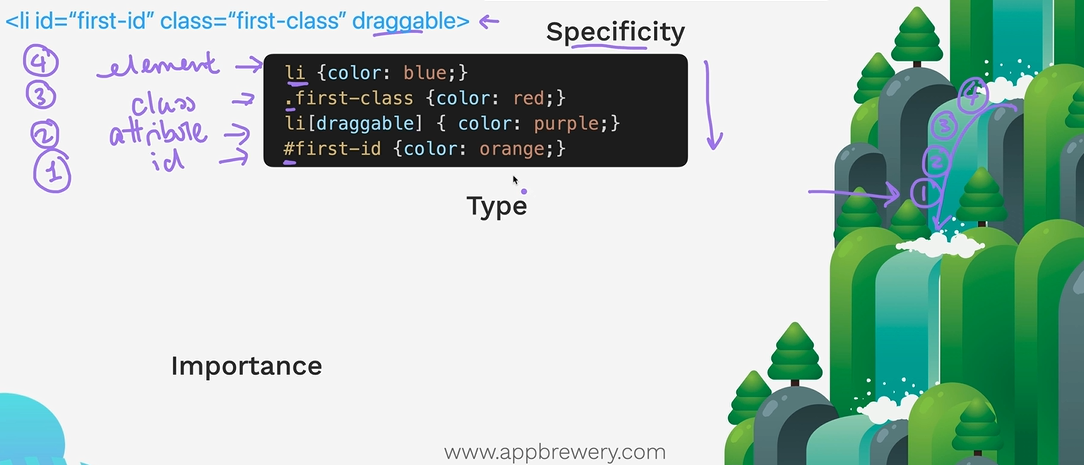 <li id=“first-id” class=“first-class” draggable>
Specificity
④ element li {color: blue;}
③ class .first-class {color: red;}
② attribute li[draggable] { color: purple;}
① id #first-id {color: orange;}
④
③
②
①
Type
Importance
www.appbrewery.com